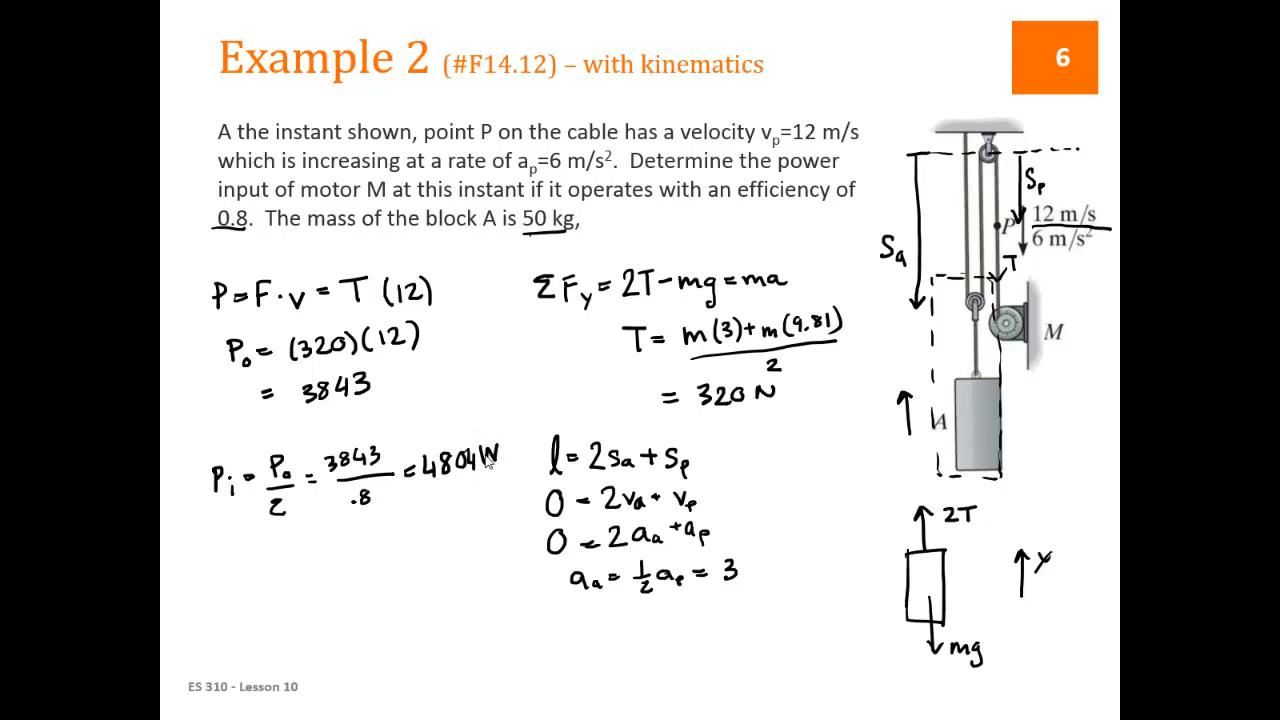 Example 2 (#F14.12) – with kinematics
6
A the instant shown, point P on the cable has a velocity vp=12 m/s
which is increasing at a rate of ap=6 m/s². Determine the power
input of motor M at this instant if it operates with an efficiency of
0.8. The mass of the block A is 50 kg,
P = F · v = T (12)
P₀ = (320)(12)
= 3843
Pi = P₀/Σ = 3843/.8 = 4804 W
ΣFy = 2T - mg = ma
T = (m(3) + m(9.81))/2
= 320 N
l = 2sa + sp
0 = 2va + vp
0 = 2aa + ap
aa = 1/2 ap = 3
Sp
Sa
P
12 m/s
6 m/s²
T
M
A
2T
Y
mg
ES 310 - Lesson 10